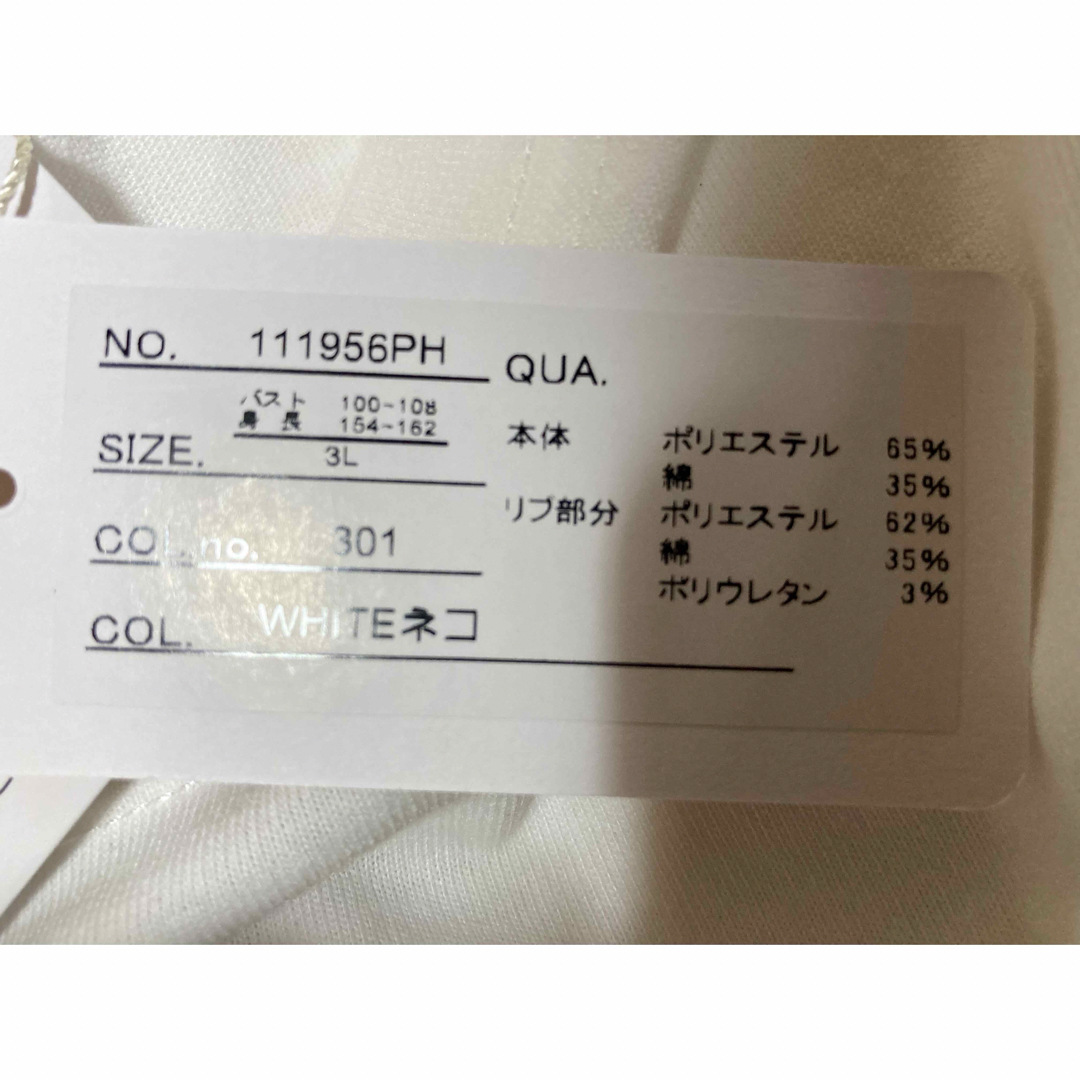 NO. 111956PH
バスト 100-108
身長 154-162
SIZE. 3L
COL.no. 301
COL. WHITEネコ
QUA.
本体 ポリエステル 65%
綿 35%
リブ部分 ポリエステル 62%
綿 35%
ポリウレタン 3%